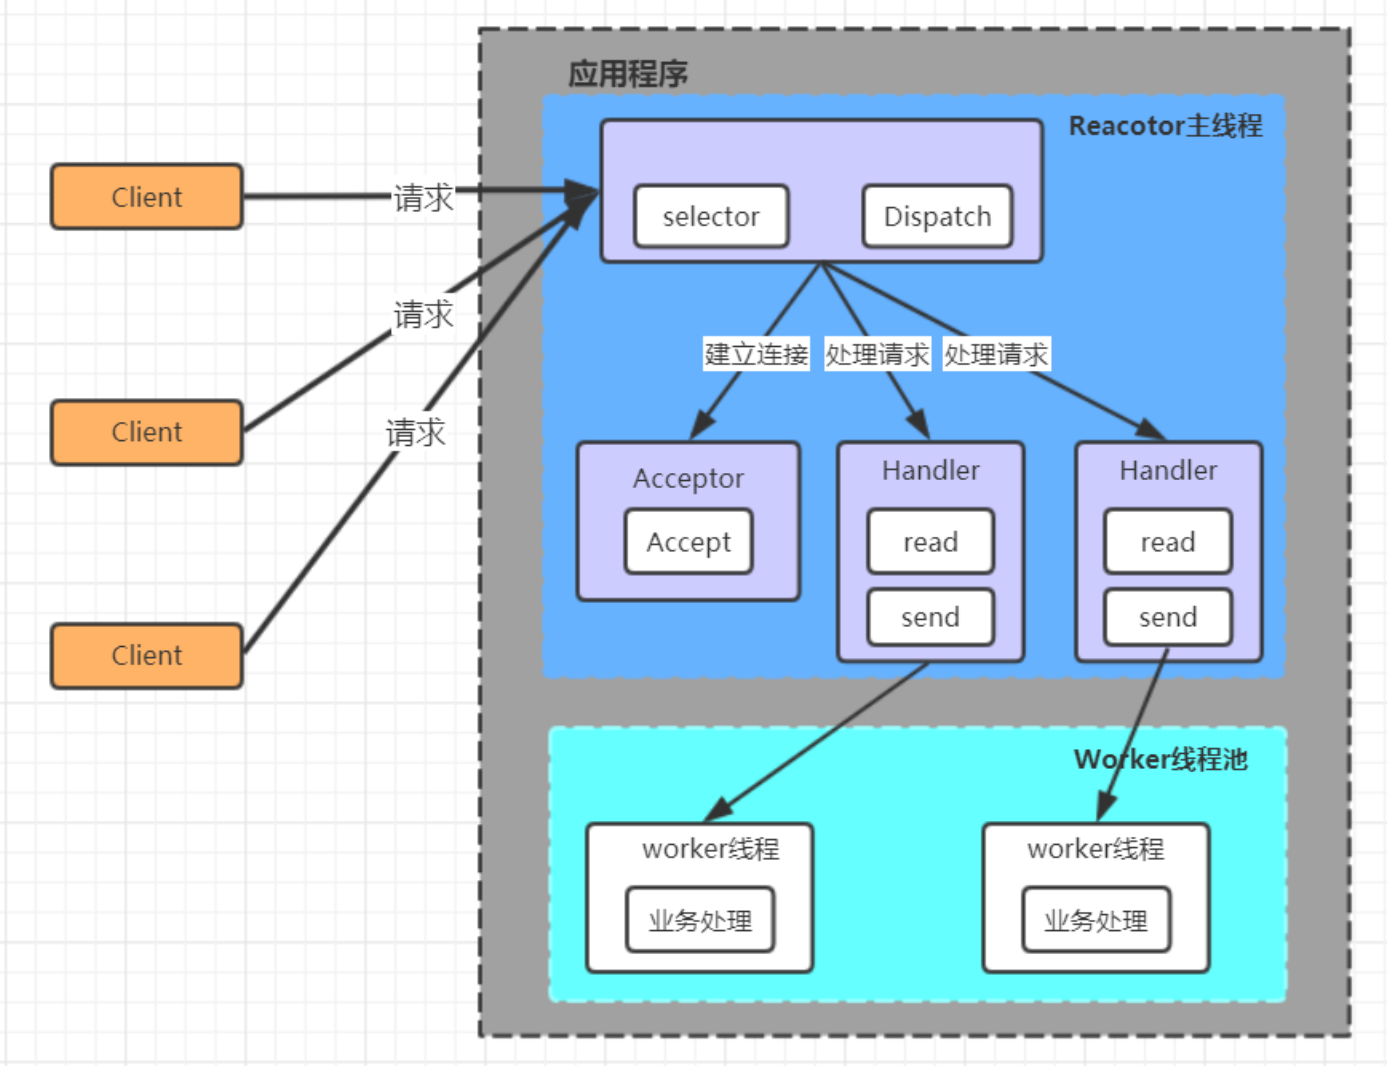 应用程序
Reacotor主线程
Client
请求
selector
Dispatch
请求
建立连接
处理请求
处理请求
Client
请求
Acceptor
Handler
Handler
Accept
read
read
send
send
Client
Worker线程池
worker线程
worker线程
业务处理
业务处理